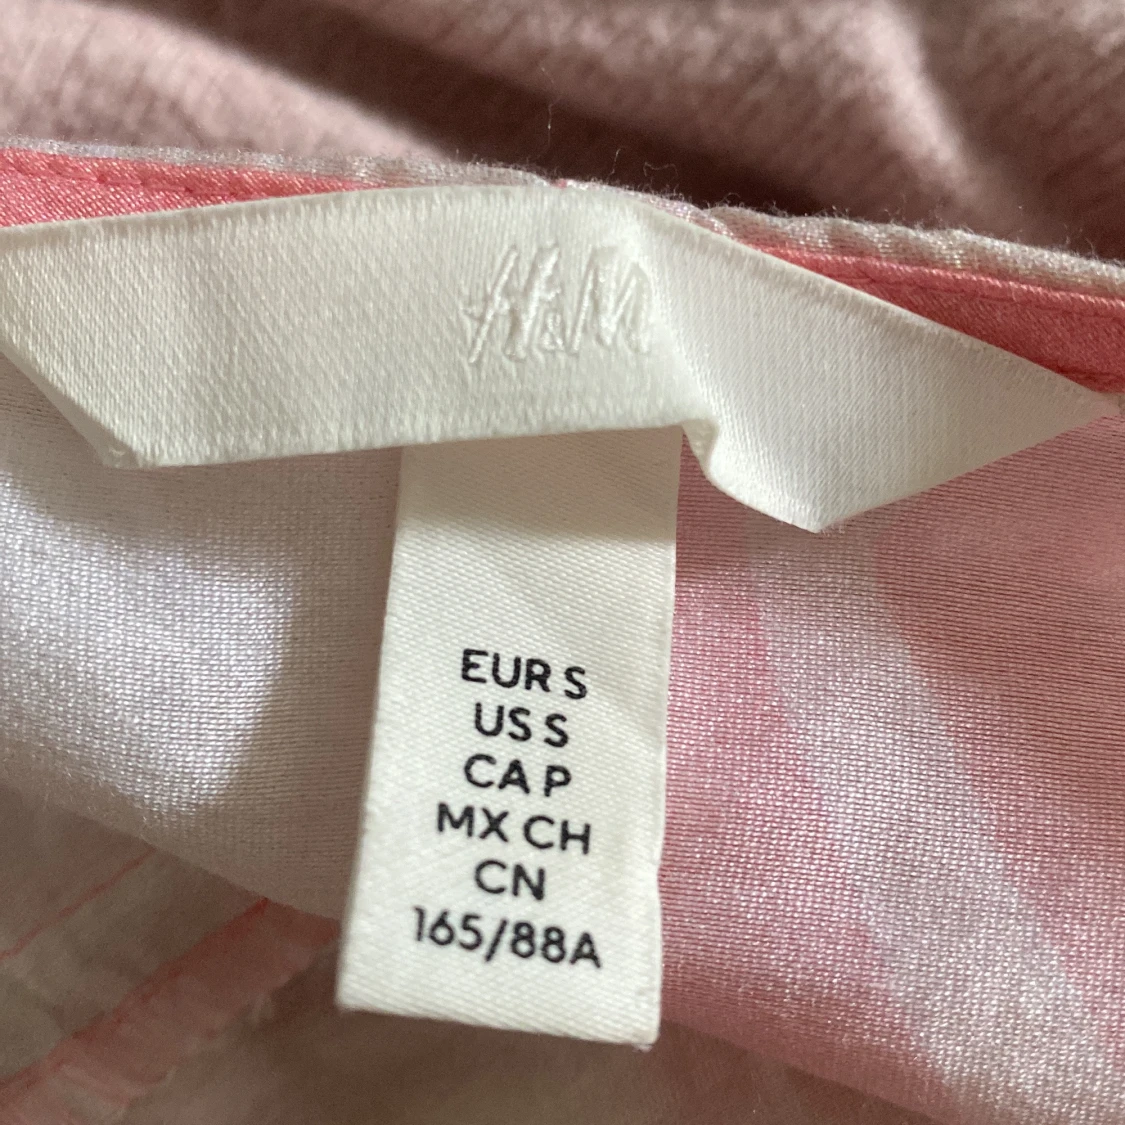 H&M
EUR S
US S
CA P
MX CH
CN
165/88A